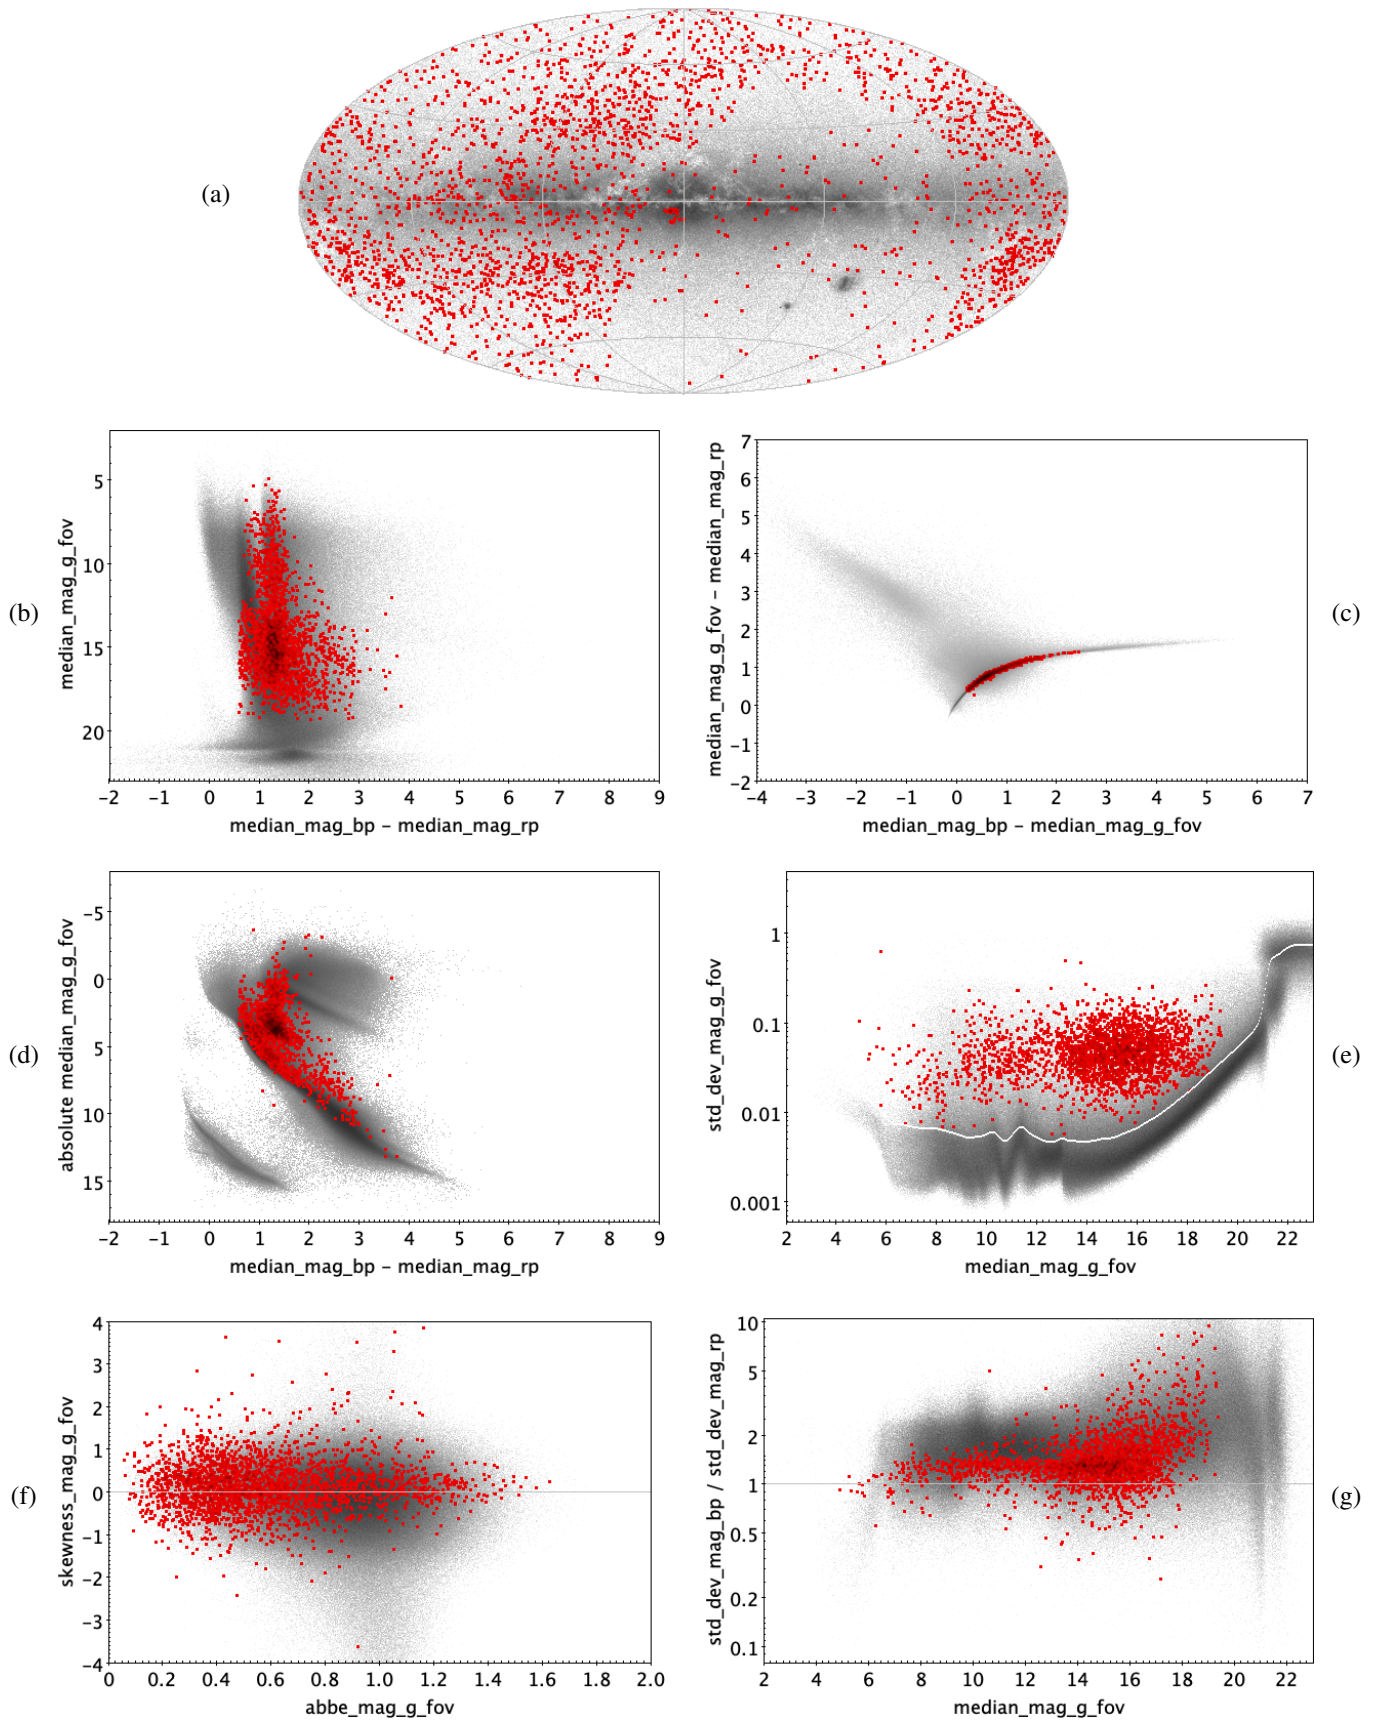 (a)
(b)
median_mag_g_fov
5
10
15
20
−2 −1 0 1 2 3 4 5 6 7 8 9
median_mag_bp − median_mag_rp
(c)
median_mag_g_fov − median_mag_rp
7
6
5
4
3
2
1
0
−1
−2
−4 −3 −2 −1 0 1 2 3 4 5 6 7
median_mag_bp − median_mag_g_fov
(d)
absolute median_mag_g_fov
−5
0
5
10
15
−2 −1 0 1 2 3 4 5 6 7 8 9
median_mag_bp − median_mag_rp
(e)
std_dev_mag_g_fov
1
0.1
0.01
0.001
2 4 6 8 10 12 14 16 18 20 22
median_mag_g_fov
(f)
skewness_mag_g_fov
4
3
2
1
0
−1
−2
−3
−4
0 0.2 0.4 0.6 0.8 1.0 1.2 1.4 1.6 1.8 2.0
abbe_mag_g_fov
(g)
std_dev_mag_bp / std_dev_mag_rp
10
5
2
1
0.5
0.2
0.1
2 4 6 8 10 12 14 16 18 20 22
median_mag_g_fov